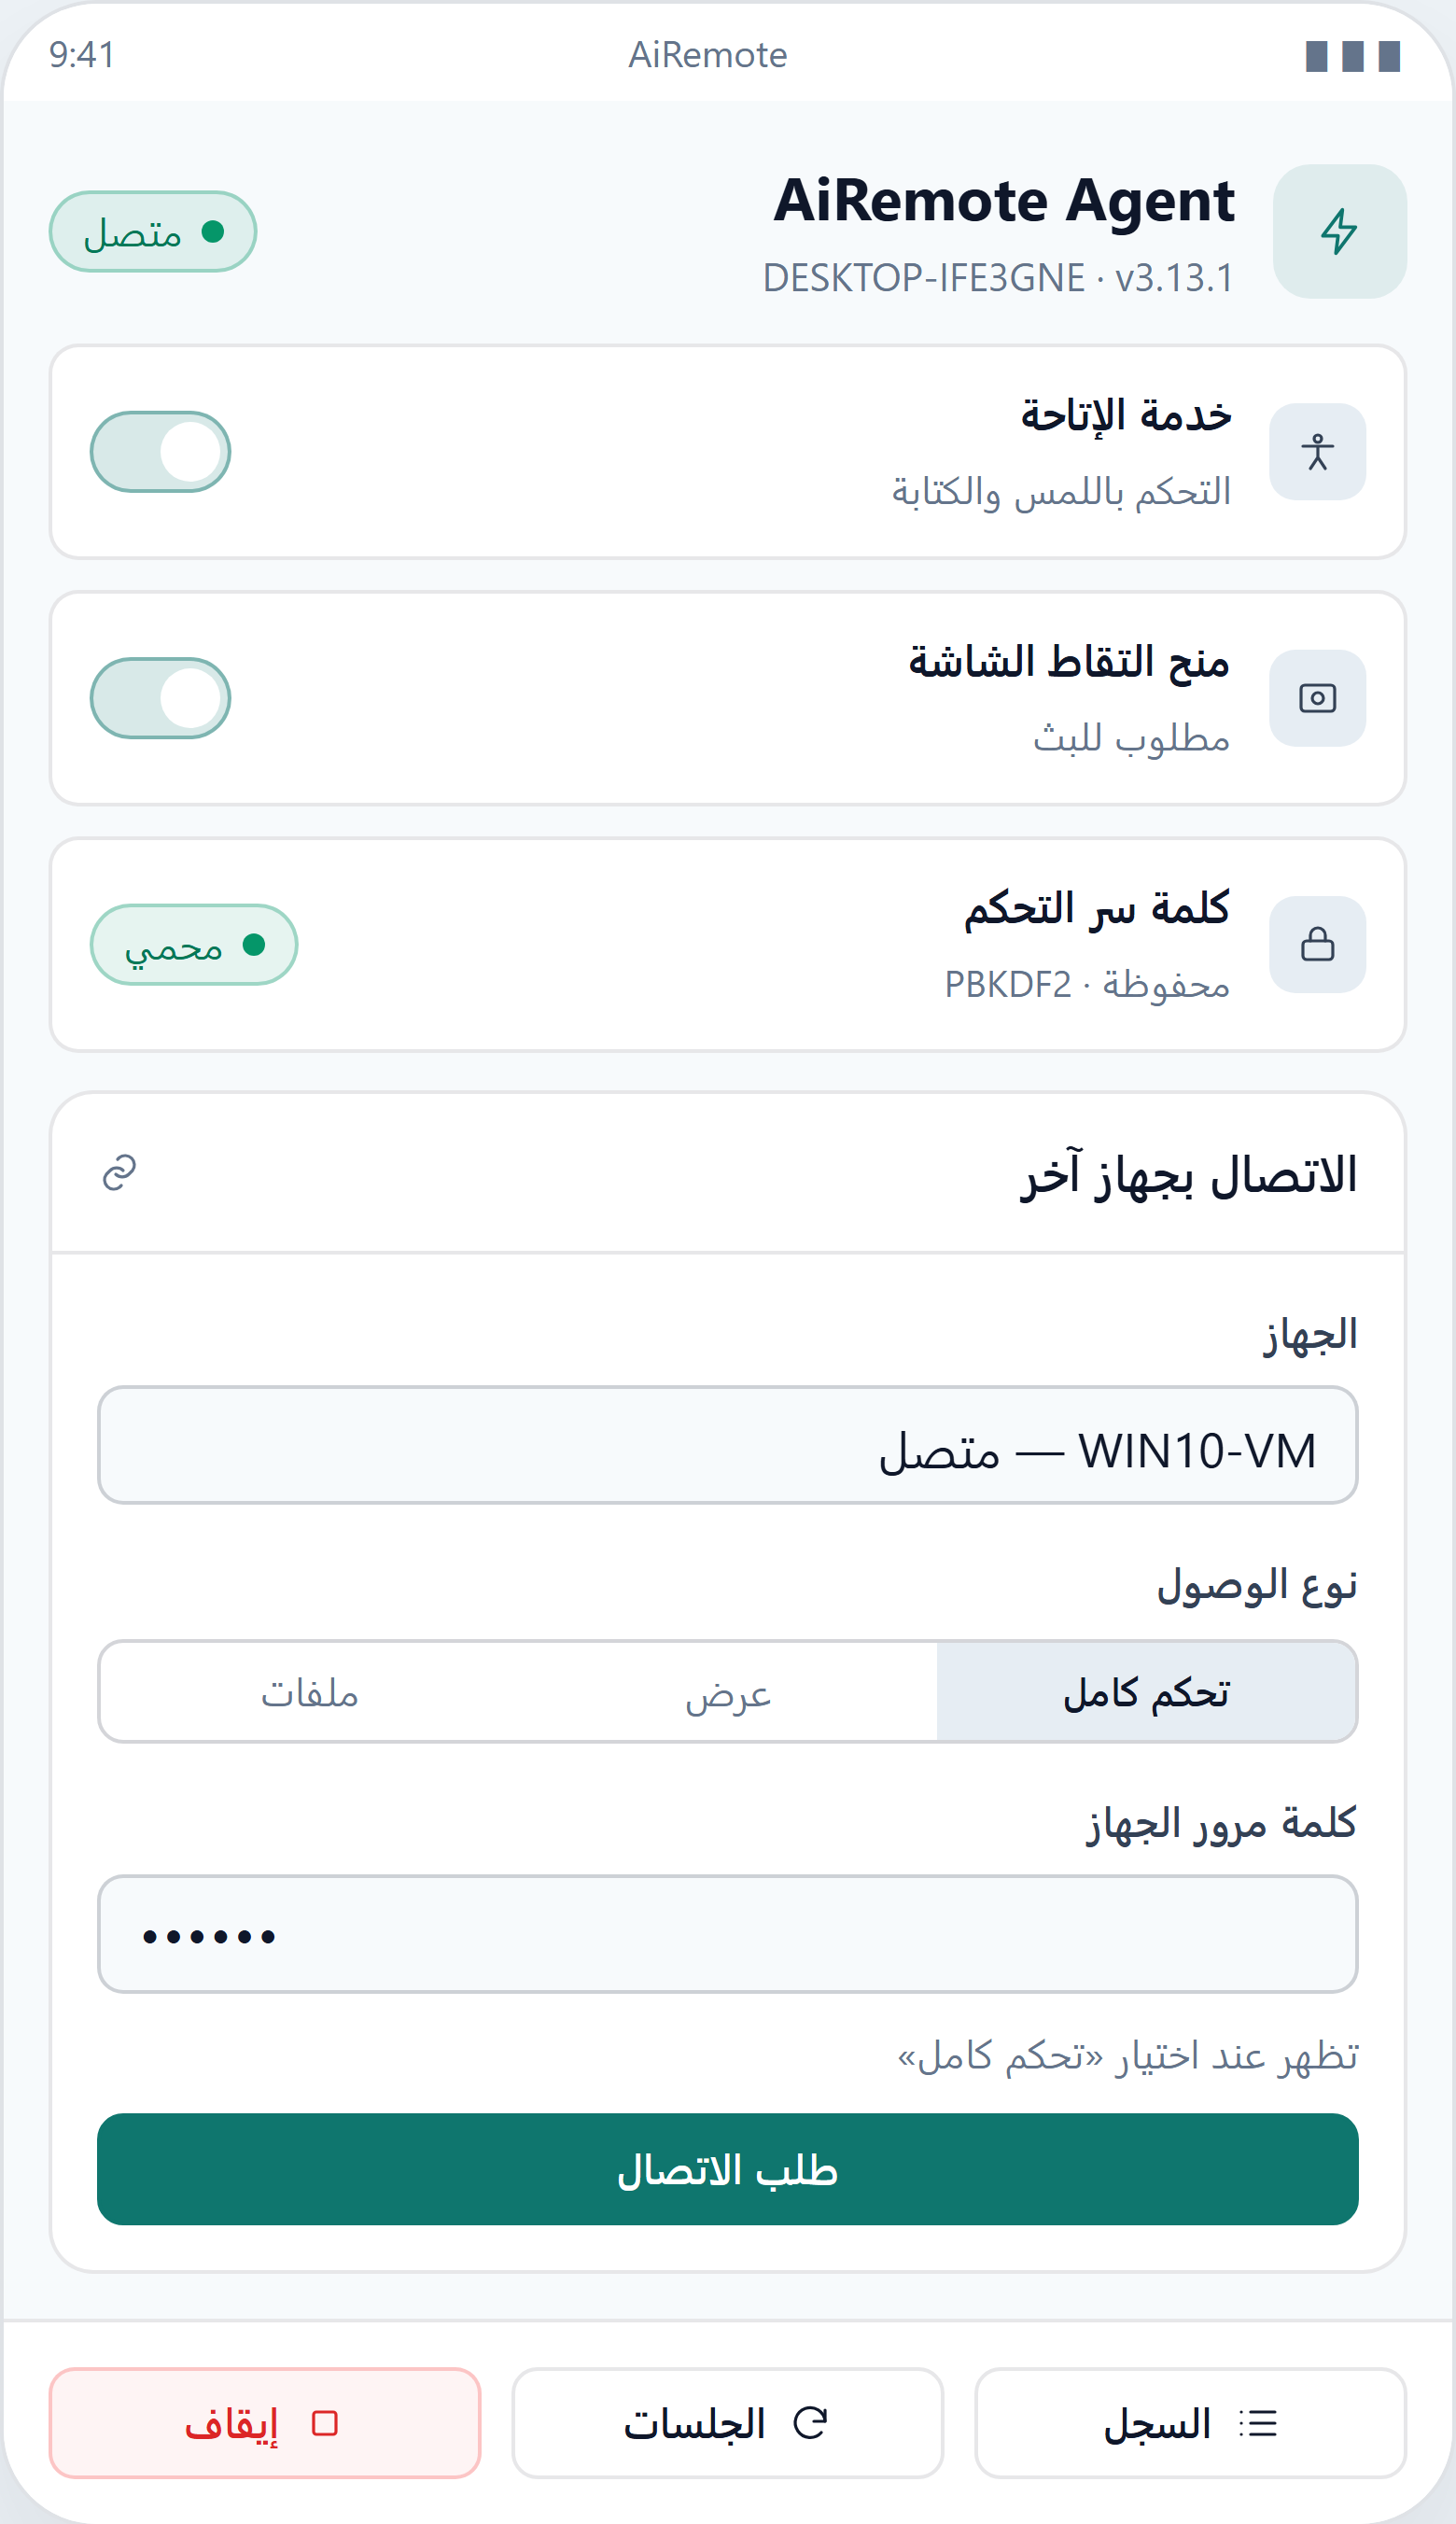 9:41
AiRemote
AiRemote Agent
DESKTOP-IFE3GNE · v3.13.1
متصل
خدمة الإتاحة
التحكم باللمس والكتابة
منح التقاط الشاشة
مطلوب للبث
كلمة سر التحكم
محفوظة · PBKDF2
محمي
الاتصال بجهاز آخر
الجهاز
WIN10-VM — متصل
نوع الوصول
تحكم كامل
عرض
ملفات
كلمة مرور الجهاز
••••••
تظهر عند اختيار «تحكم كامل»
طلب الاتصال
السجل
الجلسات
إيقاف